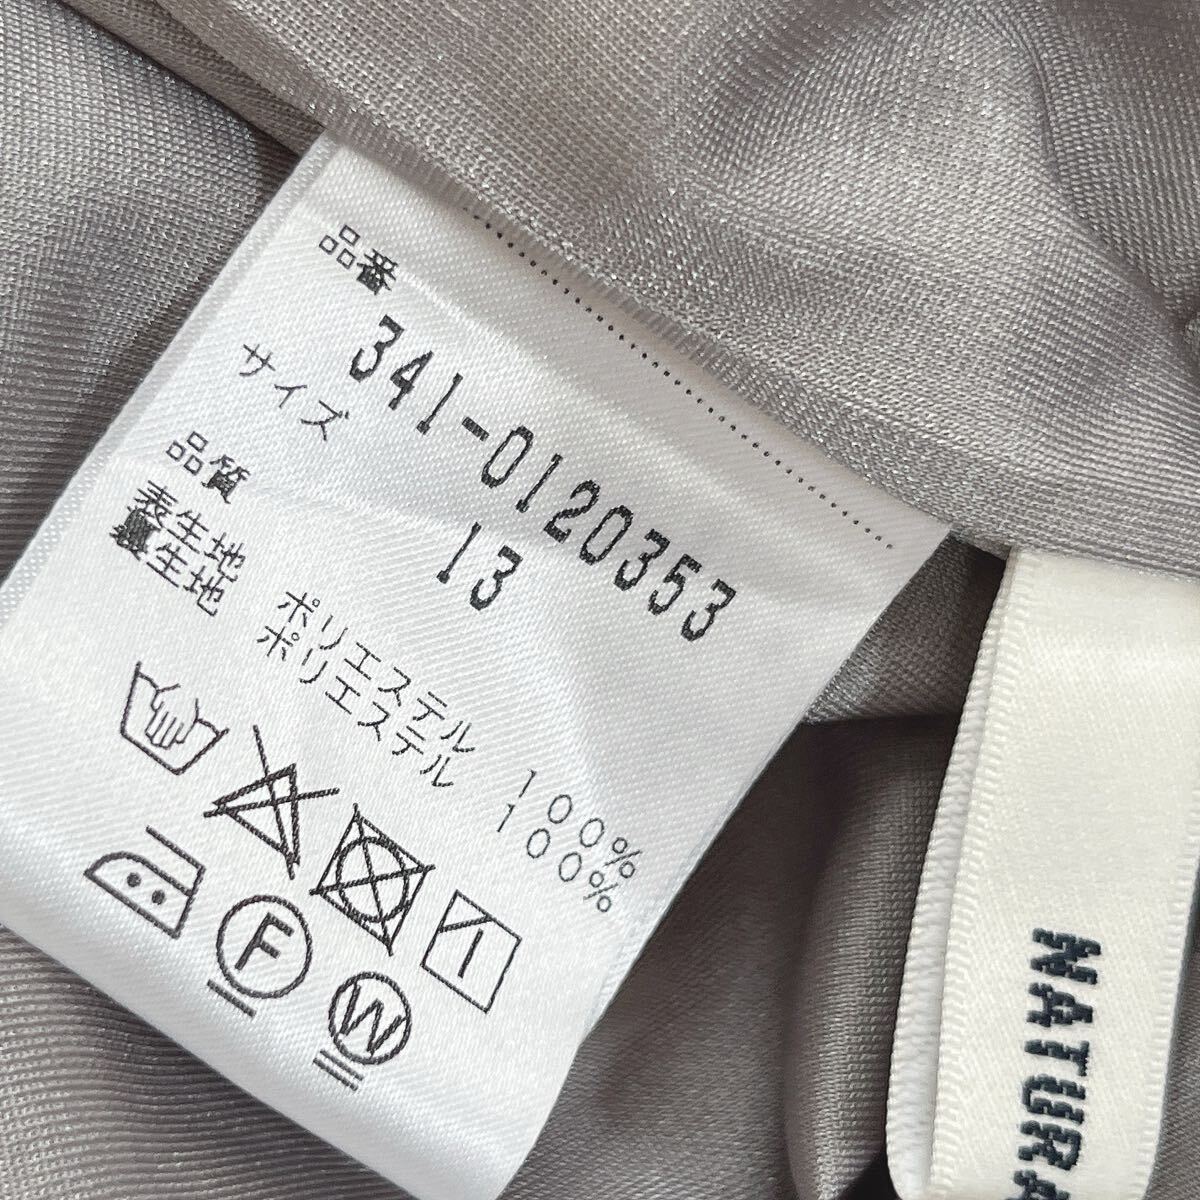 品番
341-0120353
サイズ 13
品質
表生地 ポリエステル 100%
裏生地 ポリエステル 100%
F
W
NATURA